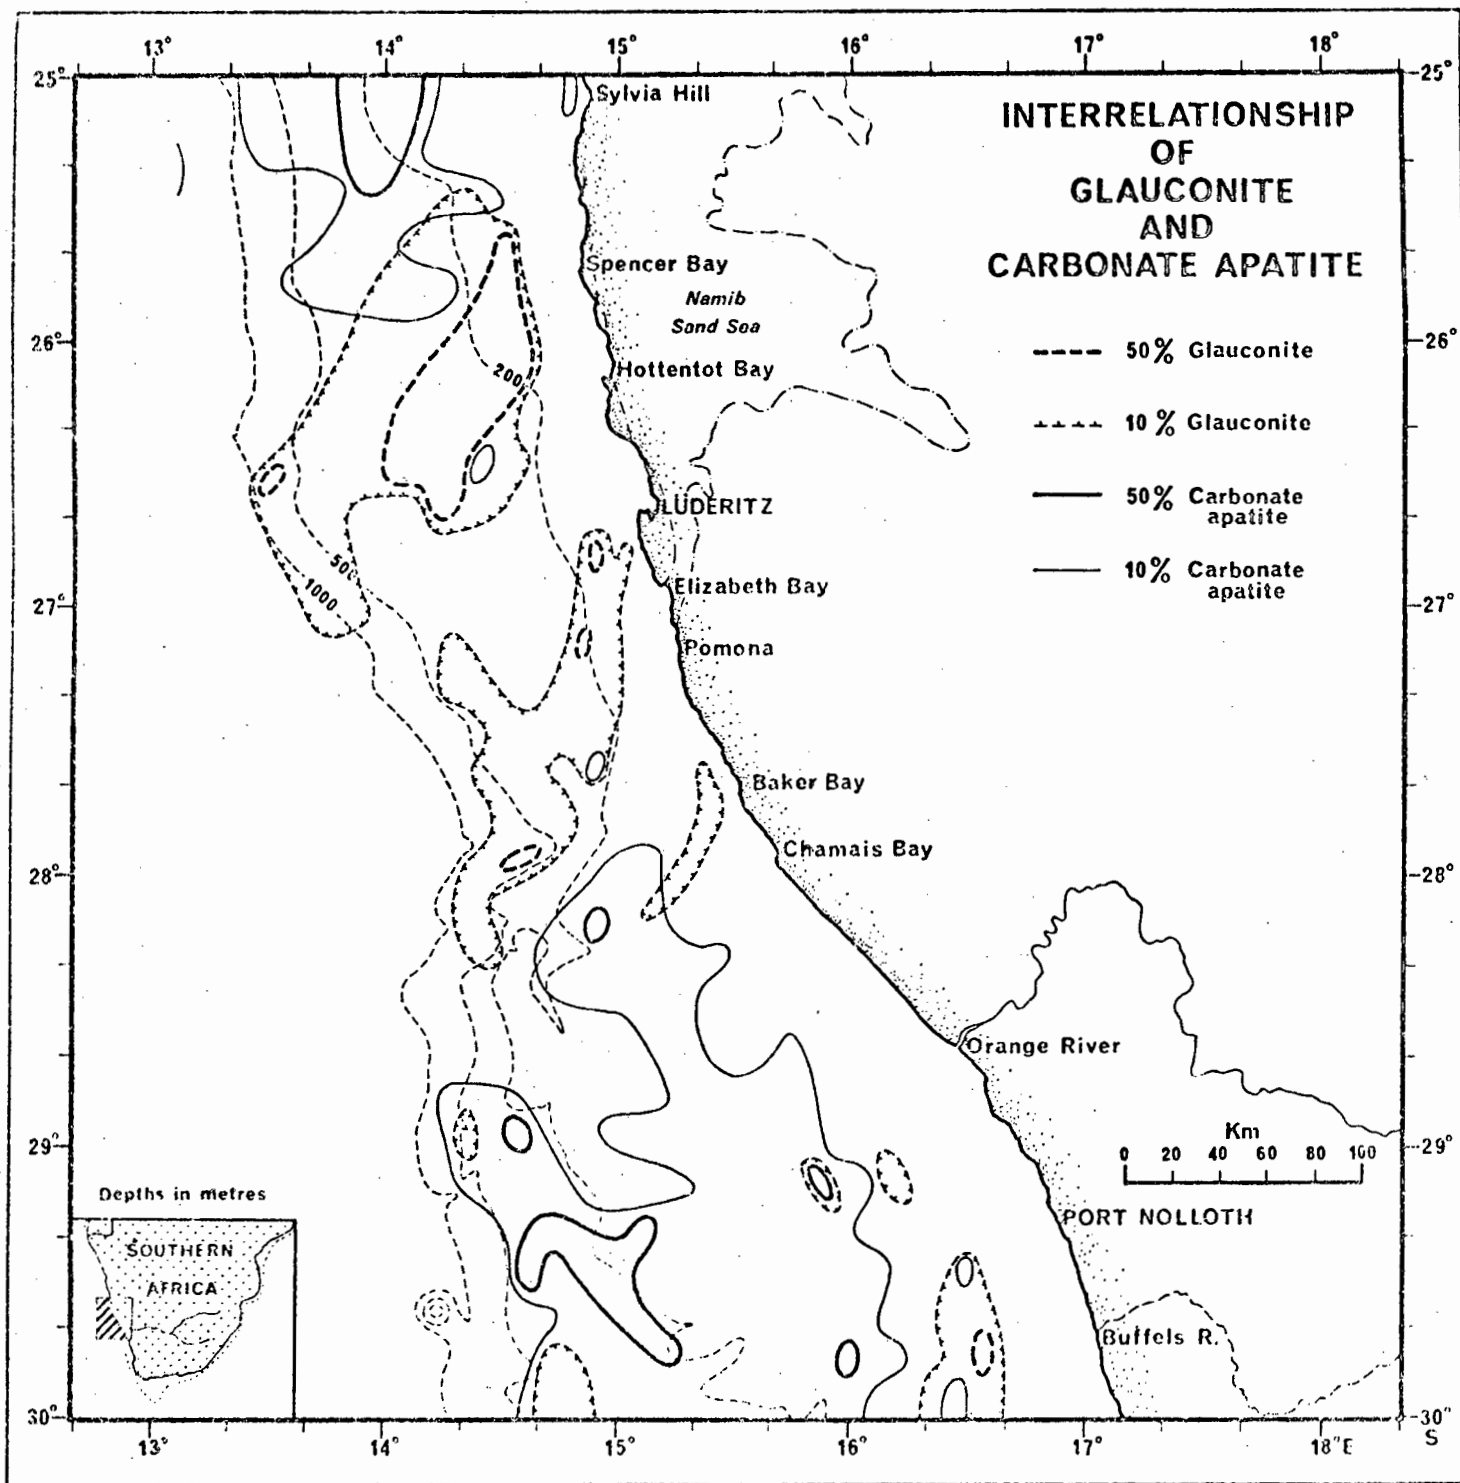 13° 14° 15° 16° 17° 18°
25° 25°
Sylvia Hill
INTERRELATIONSHIP
OF
GLAUCONITE
AND
CARBONATE APATITE
Spencer Bay
Namib
Sand Sea
26° 26°
50% Glauconite
200
Hottentot Bay
10% Glauconite
50% Carbonate
apatite
LÜDERITZ
500
10% Carbonate
apatite
1000
Elizabeth Bay
27° 27°
Pomona
Baker Bay
Chamais Bay
28° 28°
Orange River
Km
0 20 40 60 80 100
29° 29°
Depths in metres
PORT NOLLOTH
SOUTHERN
AFRICA
Buffels R.
30° 30°
S
13° 14° 15° 16° 17° 18°E